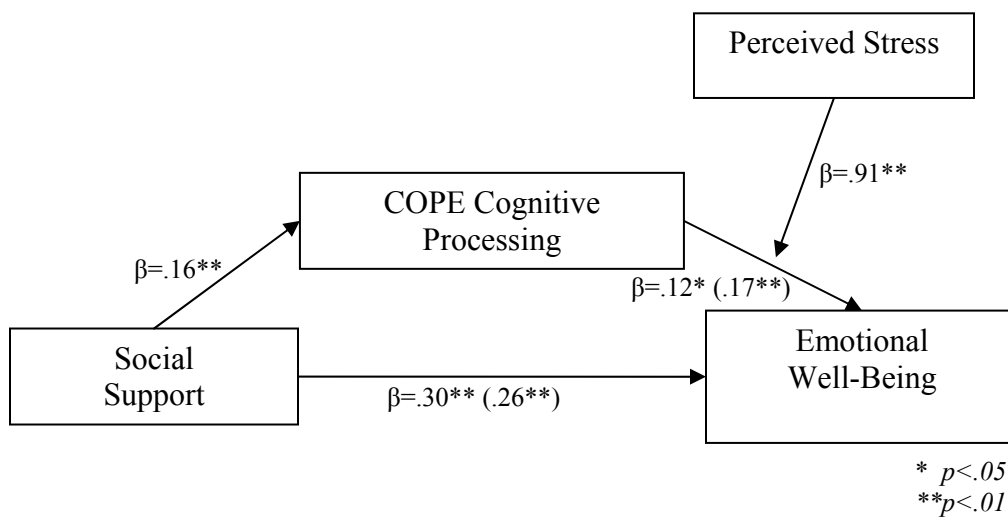 Perceived Stress
β=.91**
COPE Cognitive
Processing
β=.16**
β=.12* (.17**)
Social
Support
β=.30** (.26**)
Emotional
Well-Being
* p<.05
**p<.01